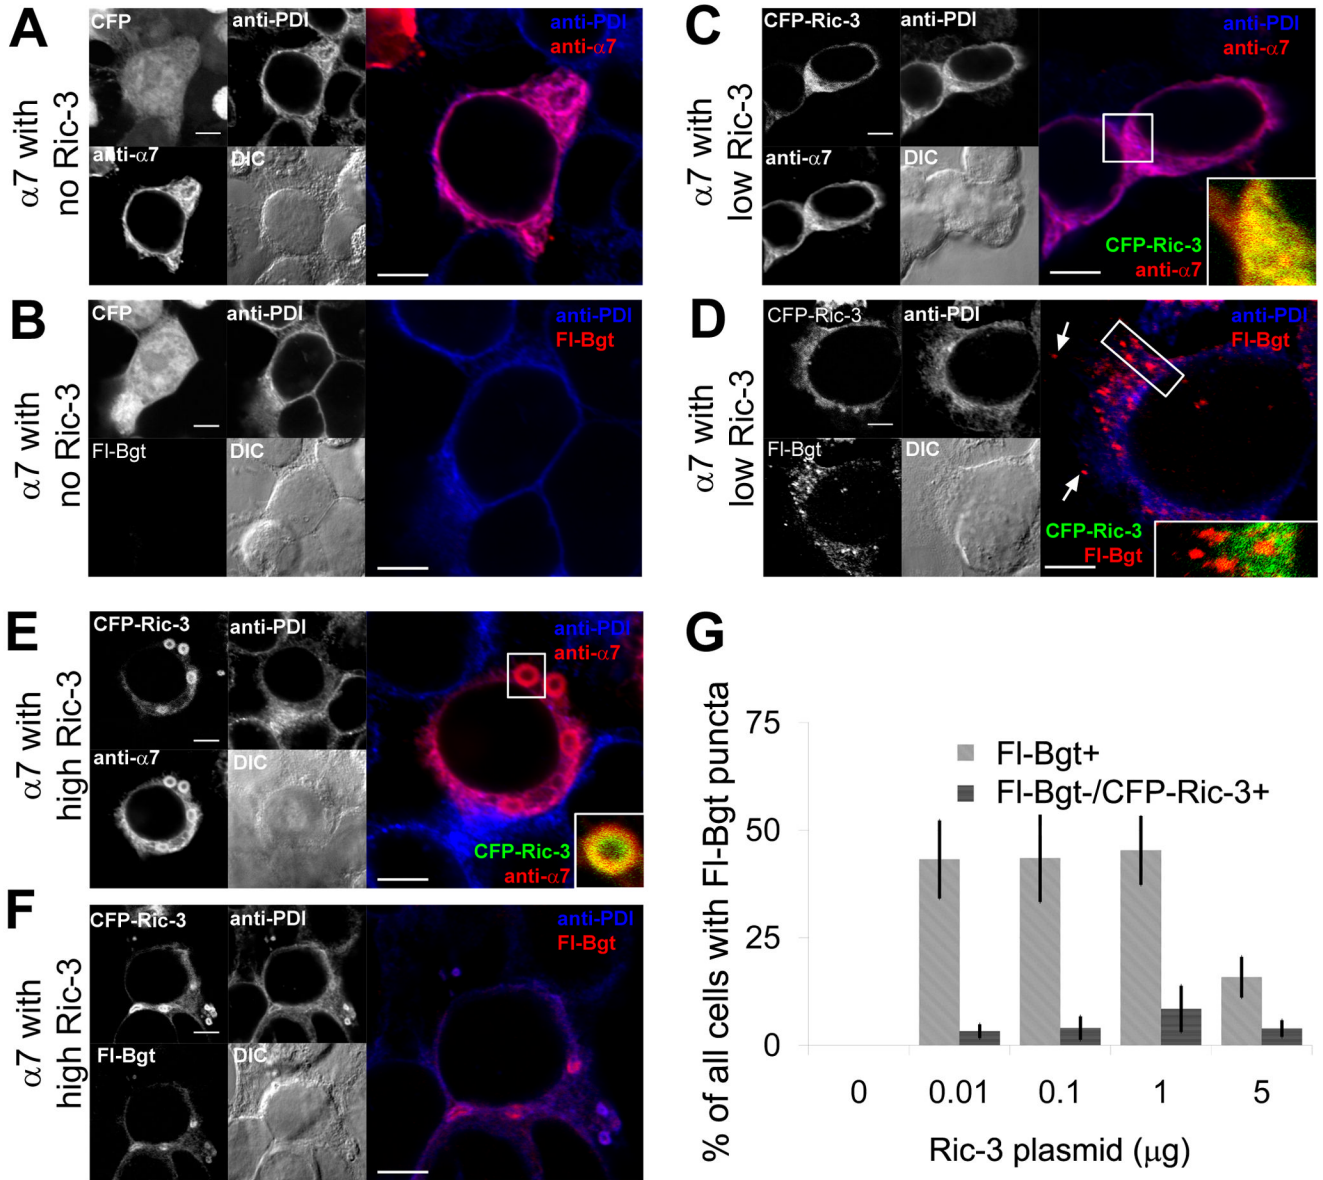 A
α7 with
no Ric-3
CFP
anti-PDI
anti-α7
DIC
anti-PDI
anti-α7
B
α7 with
no Ric-3
CFP
anti-PDI
Fl-Bgt
DIC
anti-PDI
Fl-Bgt
C
α7 with
low Ric-3
CFP-Ric-3
anti-PDI
anti-α7
DIC
anti-PDI
anti-α7
CFP-Ric-3
anti-α7
D
α7 with
low Ric-3
CFP-Ric-3
anti-PDI
Fl-Bgt
DIC
anti-PDI
Fl-Bgt
CFP-Ric-3
Fl-Bgt
E
α7 with
high Ric-3
CFP-Ric-3
anti-PDI
anti-α7
DIC
anti-PDI
anti-α7
CFP-Ric-3
anti-α7
F
α7 with
high Ric-3
CFP-Ric-3
anti-PDI
Fl-Bgt
DIC
anti-PDI
Fl-Bgt
G
% of all cells with Fl-Bgt puncta
75
50
25
0
Fl-Bgt+
Fl-Bgt-/CFP-Ric-3+
0 0.01 0.1 1 5
Ric-3 plasmid (μg)